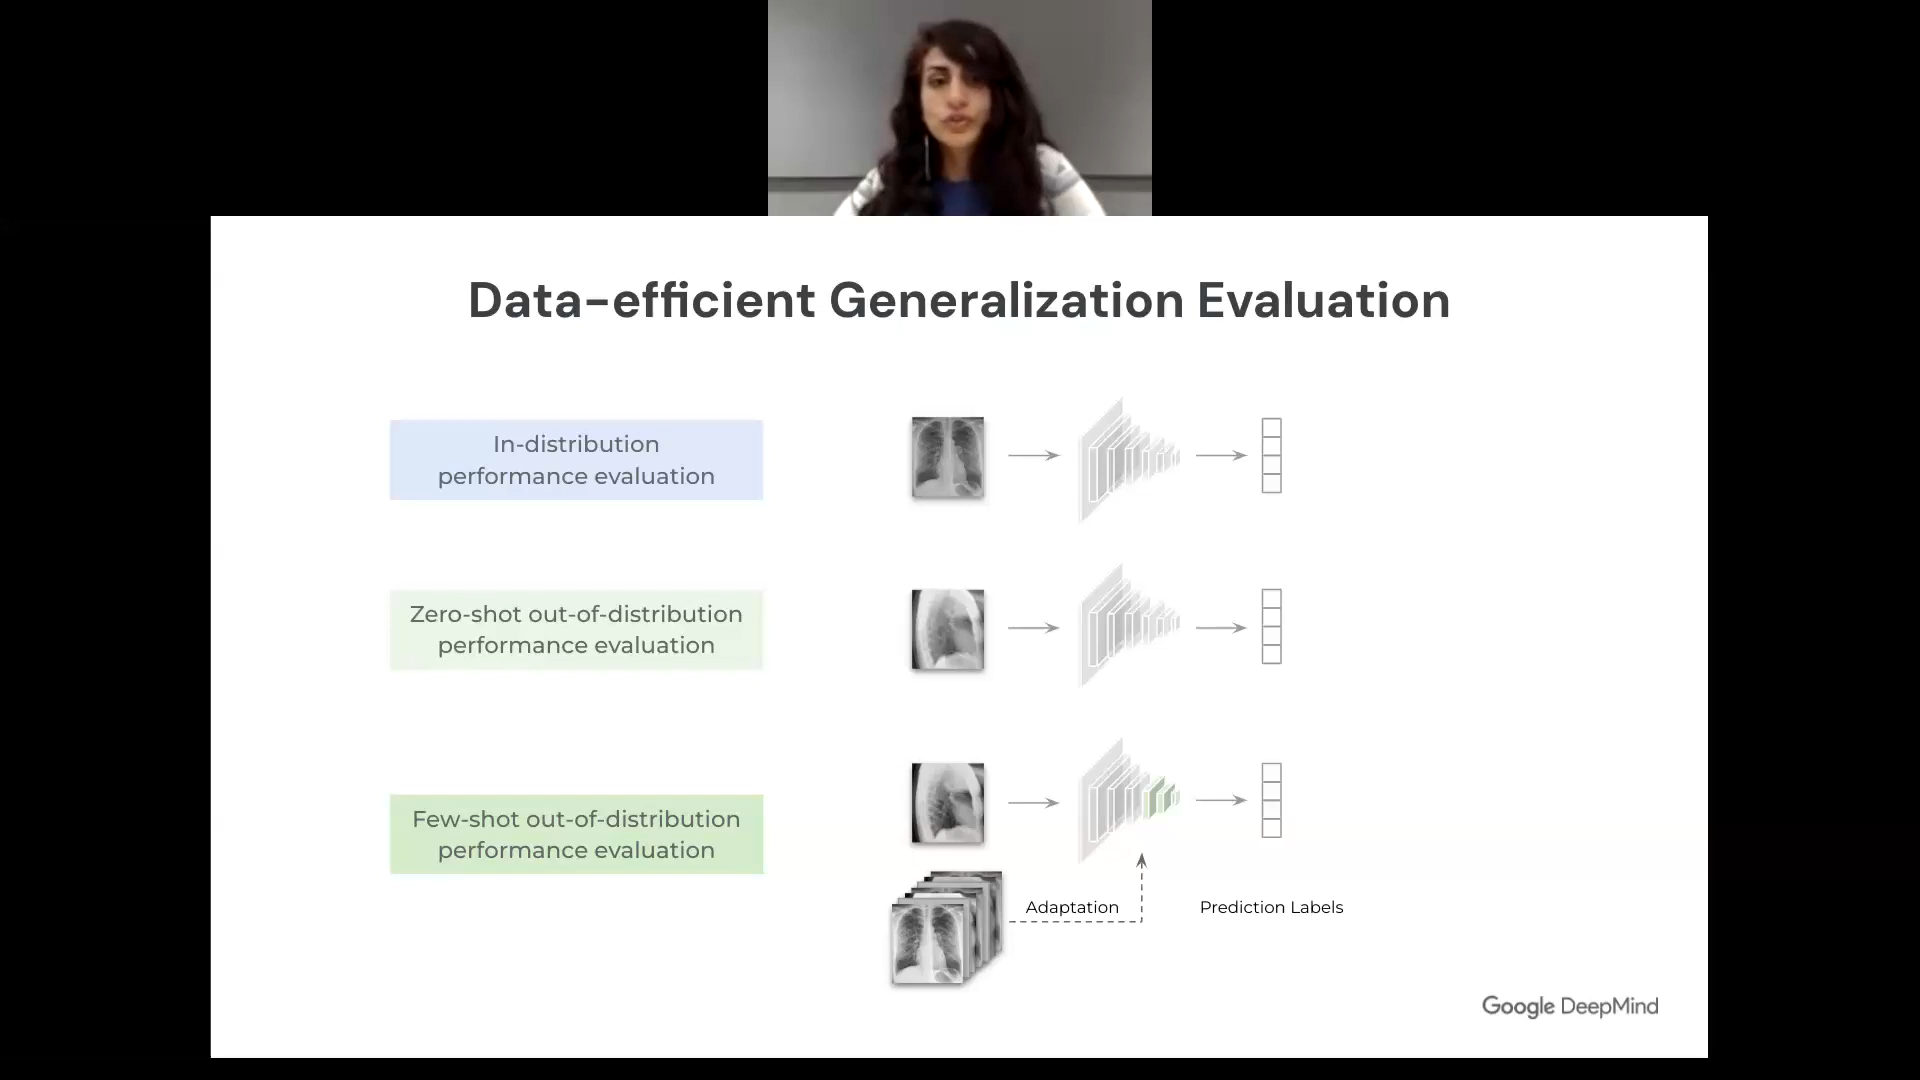 Data-efficient Generalization Evaluation
In-distribution
performance evaluation
Zero-shot out-of-distribution
performance evaluation
Few-shot out-of-distribution
performance evaluation
Adaptation
Prediction Labels
Google DeepMind